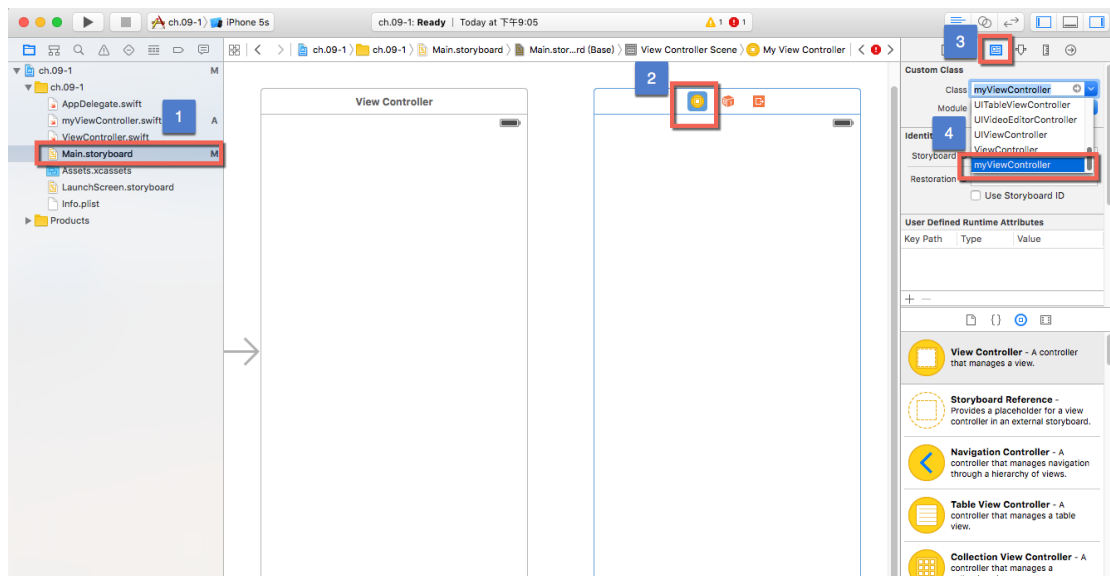 ch.09-1 〉 iPhone 5s
ch.09-1: Ready | Today at 下午9:05
1 1
ch.09-1 〉 ch.09-1 〉 Main.storyboard 〉 Main.stor...rd (Base) 〉 View Controller Scene 〉 My View Controller
ch.09-1 M
ch.09-1
AppDelegate.swift
myViewController.swift A
ViewController.swift
Main.storyboard M
Assets.xcassets
LaunchScreen.storyboard
Info.plist
Products
1
View Controller
2
3
4
Custom Class
Class myViewController
Module
UITableViewController
UIVideoEditorController
UIViewController
ViewController
myViewController
Storyboard
Restoration
Use Storyboard ID
User Defined Runtime Attributes
Key Path Type Value
+ −
{}
View Controller - A controller
that manages a view.
Storyboard Reference -
Provides a placeholder for a view
controller in an external storyboard.
Navigation Controller - A
controller that manages navigation
through a hierarchy of views.
Table View Controller - A
controller that manages a table
view.
Collection View Controller - A
controller that manages a